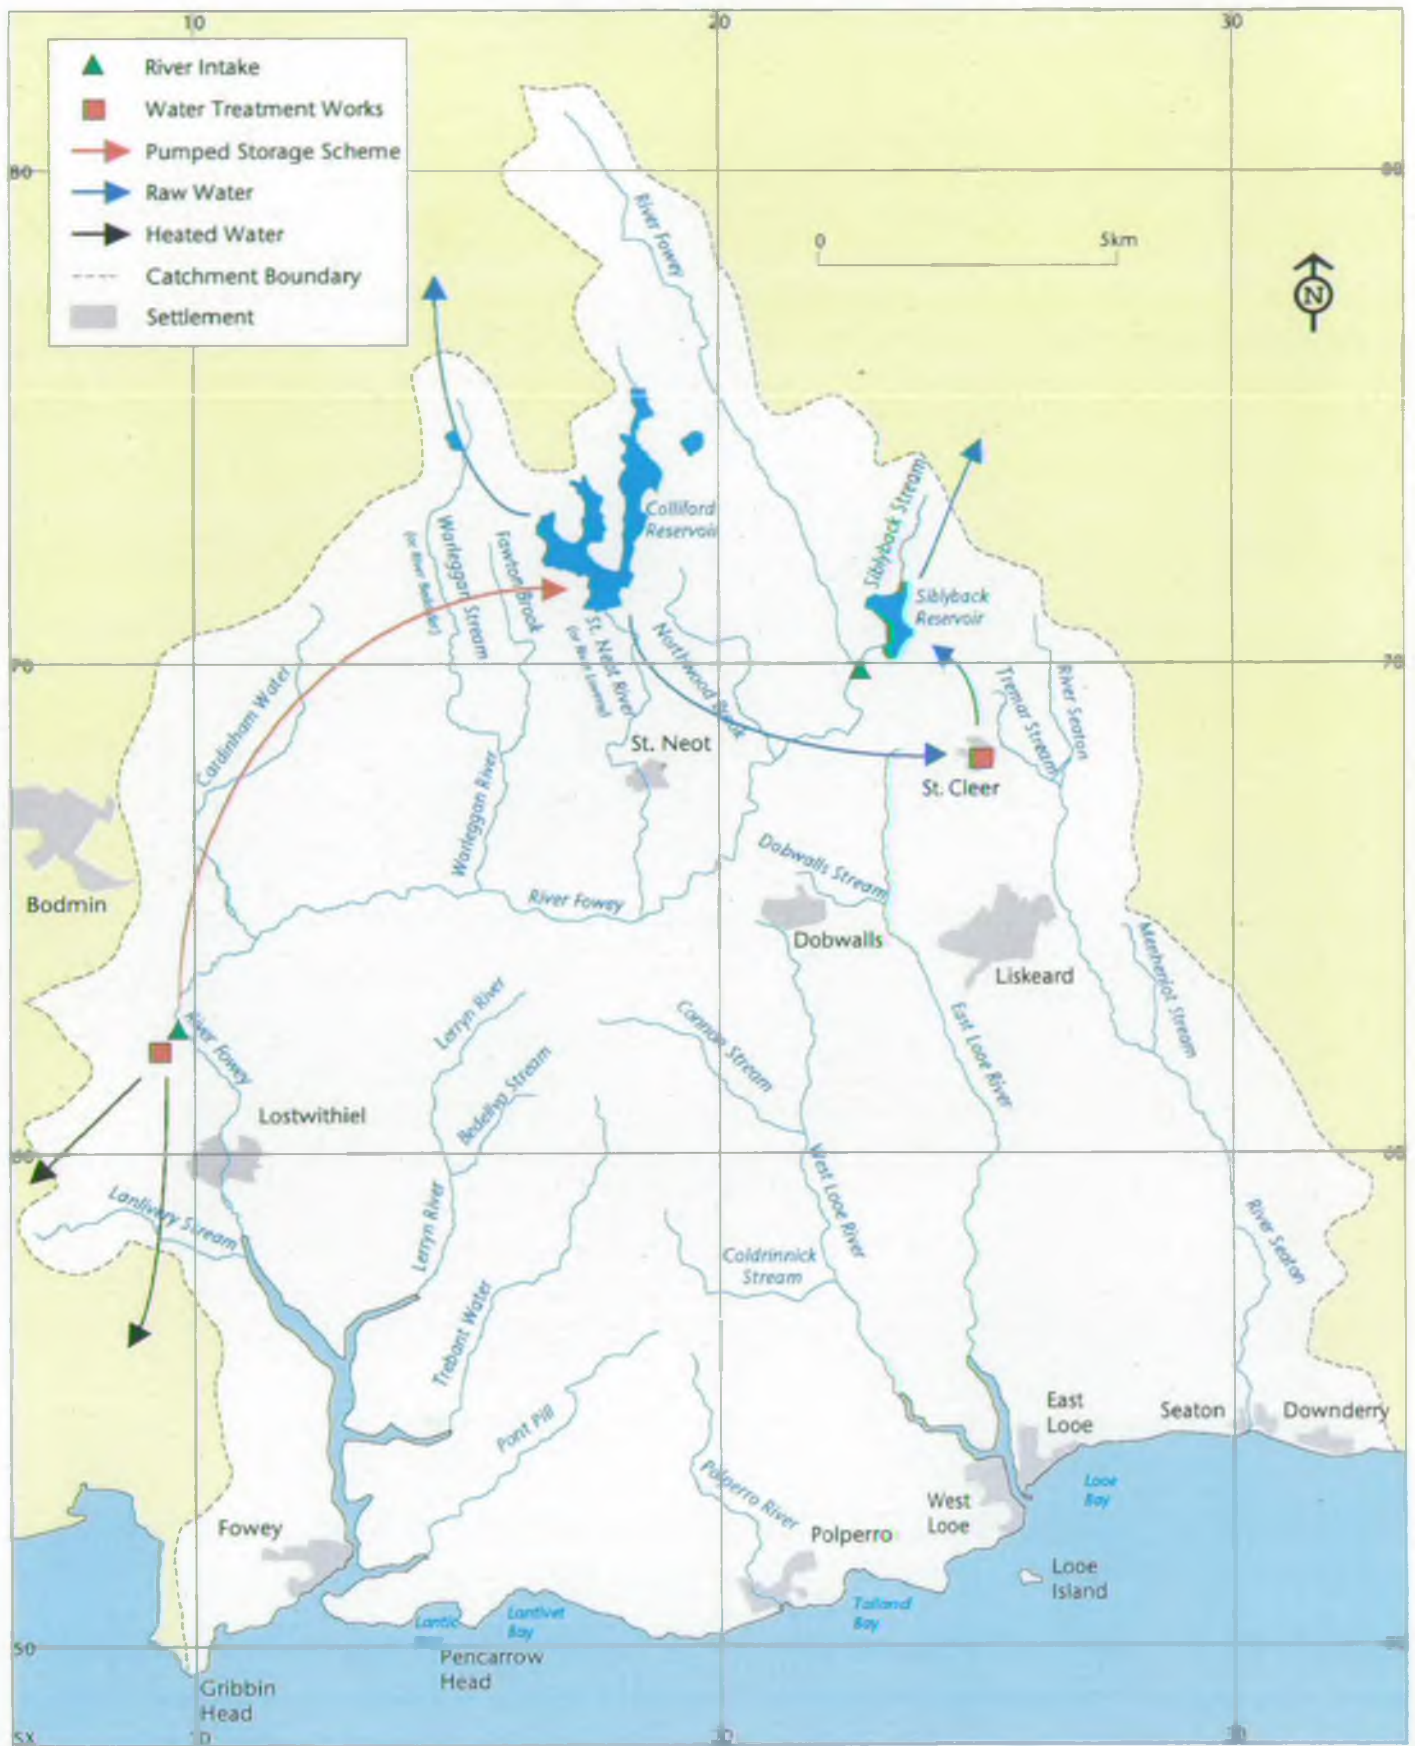 10
20
30
River Intake
Water Treatment Works
Pumped Storage Scheme
Raw Water
Heated Water
Catchment Boundary
Settlement
80
80
0
5km
N
River Fowey
Siblyback Stream
Colliford
Reservoir
Warleggan Stream
Fawton Brook
Siblyback
Reservoir
St. Neot River
Northwood Brook
70
70
Cardinham Water
Tremar Stream
River Seaton
St. Neot
St. Cleer
Warleggan River
Bodmin
River Fowey
Dobwalls Stream
Dobwalls
Liskeard
Menheniot Stream
Lerryn River
Connon Stream
East Looe River
River Fowey
Bedellva Stream
Lostwithiel
60
60
Lanlivery Stream
Lerryn River
West Looe River
River Seaton
Coldrinnick
Stream
Trebant Water
Pont Pill
East
Looe
Seaton
Downderry
Polperro River
Looe
Bay
West
Looe
Fowey
Polperro
Looe
Island
Lantic
Lantivet
Bay
Talland
Bay
50
Pencarrow
Head
Gribbin
Head
SX